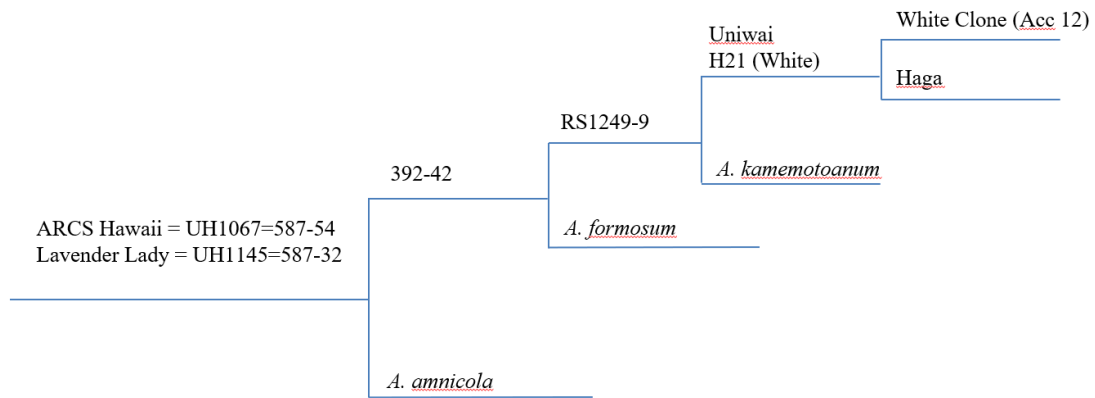 White Clone (Acc 12)
Uniwai
H21 (White)
Haga
RS1249-9
A. kamemotoanum
392-42
A. formosum
ARCS Hawaii = UH1067=587-54
Lavender Lady = UH1145=587-32
A. amnicola